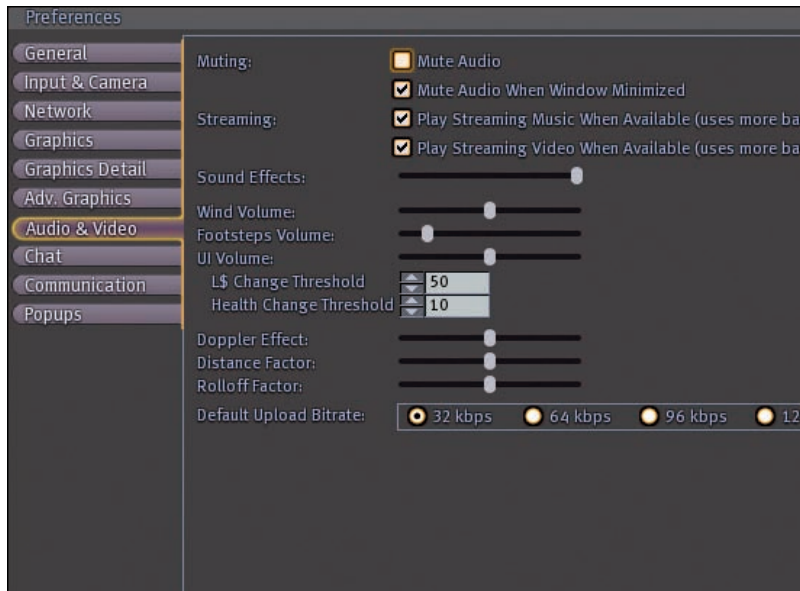 Preferences
General
Input & Camera
Network
Graphics
Graphics Detail
Adv. Graphics
Audio & Video
Chat
Communication
Popups
Muting:
Mute Audio
Mute Audio When Window Minimized
Streaming:
Play Streaming Music When Available (uses more ba
Play Streaming Video When Available (uses more ba
Sound Effects:
Wind Volume:
Footsteps Volume:
UI Volume:
L$ Change Threshold 50
Health Change Threshold 10
Doppler Effect:
Distance Factor:
Rolloff Factor:
Default Upload Bitrate: 32 kbps 64 kbps 96 kbps 12